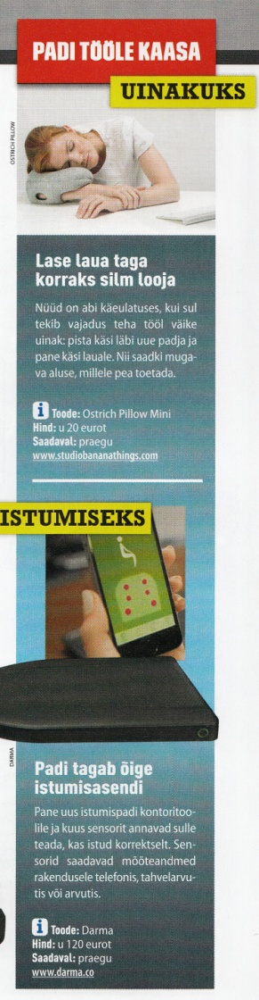 PADI TÖÖLE KAASA
UINAKUKS
OSTRICH PILLOW
Lase laua taga
korraks silm looja
Nüüd on abi käeulatuses, kui sul
tekib vajadus teha tööl väike
uinak: pista käsi läbi uue padja ja
pane käsi lauale. Nii saadki muga-
va aluse, millele pea toetada.
i Toode: Ostrich Pillow Mini
Hind: u 20 eurot
Saadaval: praegu
www.studiobananathings.com
ISTUMISEKS
DARMA
Padi tagab õige
istumisasendi
Pane uus istumispadi kontoritoo-
lile ja kuus sensorit annavad sulle
teada, kas istud korrektselt. Sen-
sorid saadavad mõõteandmed
rakendusele telefonis, tahvelarvu-
tis või arvutis.
i Toode: Darma
Hind: u 120 eurot
Saadaval: praegu
www.darma.co